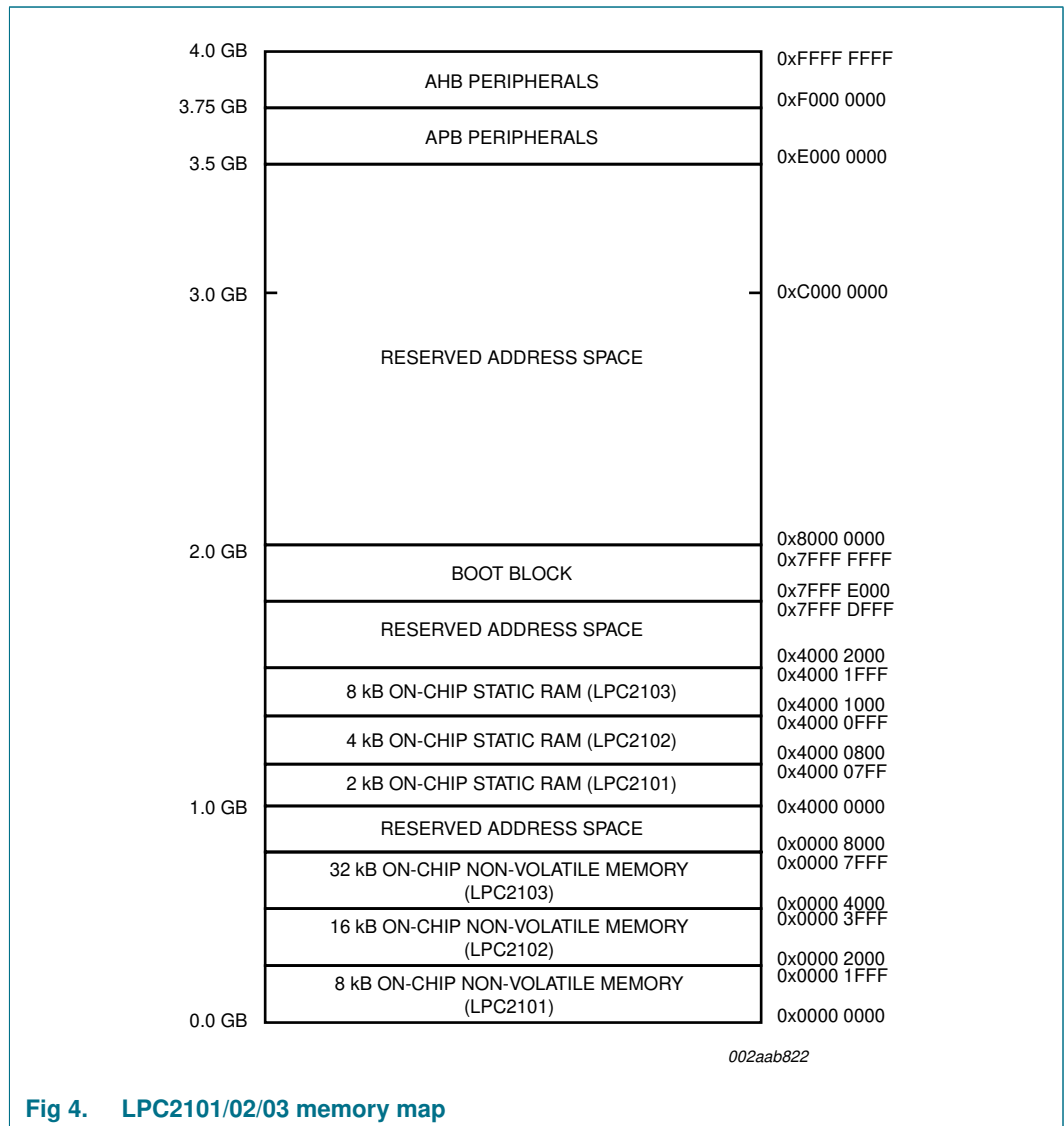 4.0 GB
0xFFFF FFFF
AHB PERIPHERALS
3.75 GB
0xF000 0000
APB PERIPHERALS
3.5 GB
0xE000 0000
3.0 GB
0xC000 0000
RESERVED ADDRESS SPACE
0x8000 0000
2.0 GB
0x7FFF FFFF
BOOT BLOCK
0x7FFF E000
0x7FFF DFFF
RESERVED ADDRESS SPACE
0x4000 2000
0x4000 1FFF
8 kB ON-CHIP STATIC RAM (LPC2103)
0x4000 1000
0x4000 0FFF
4 kB ON-CHIP STATIC RAM (LPC2102)
0x4000 0800
0x4000 07FF
2 kB ON-CHIP STATIC RAM (LPC2101)
1.0 GB
0x4000 0000
RESERVED ADDRESS SPACE
0x0000 8000
0x0000 7FFF
32 kB ON-CHIP NON-VOLATILE MEMORY
(LPC2103)
0x0000 4000
0x0000 3FFF
16 kB ON-CHIP NON-VOLATILE MEMORY
(LPC2102)
0x0000 2000
0x0000 1FFF
8 kB ON-CHIP NON-VOLATILE MEMORY
(LPC2101)
0.0 GB
0x0000 0000
002aab822
Fig 4. LPC2101/02/03 memory map